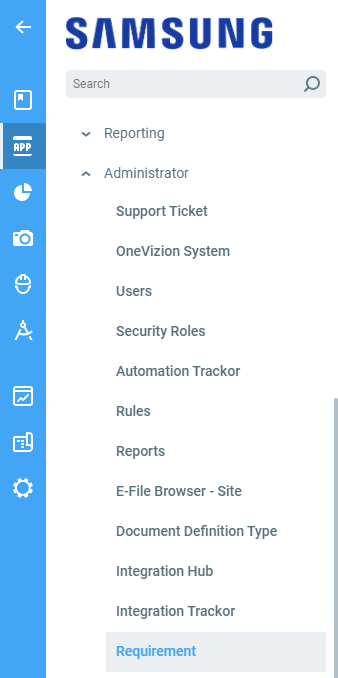 SAMSUNG
Search
APP
Reporting
Administrator
Support Ticket
OneVizion System
Users
Security Roles
Automation Trackor
Rules
Reports
E-File Browser - Site
Document Definition Type
Integration Hub
Integration Trackor
Requirement